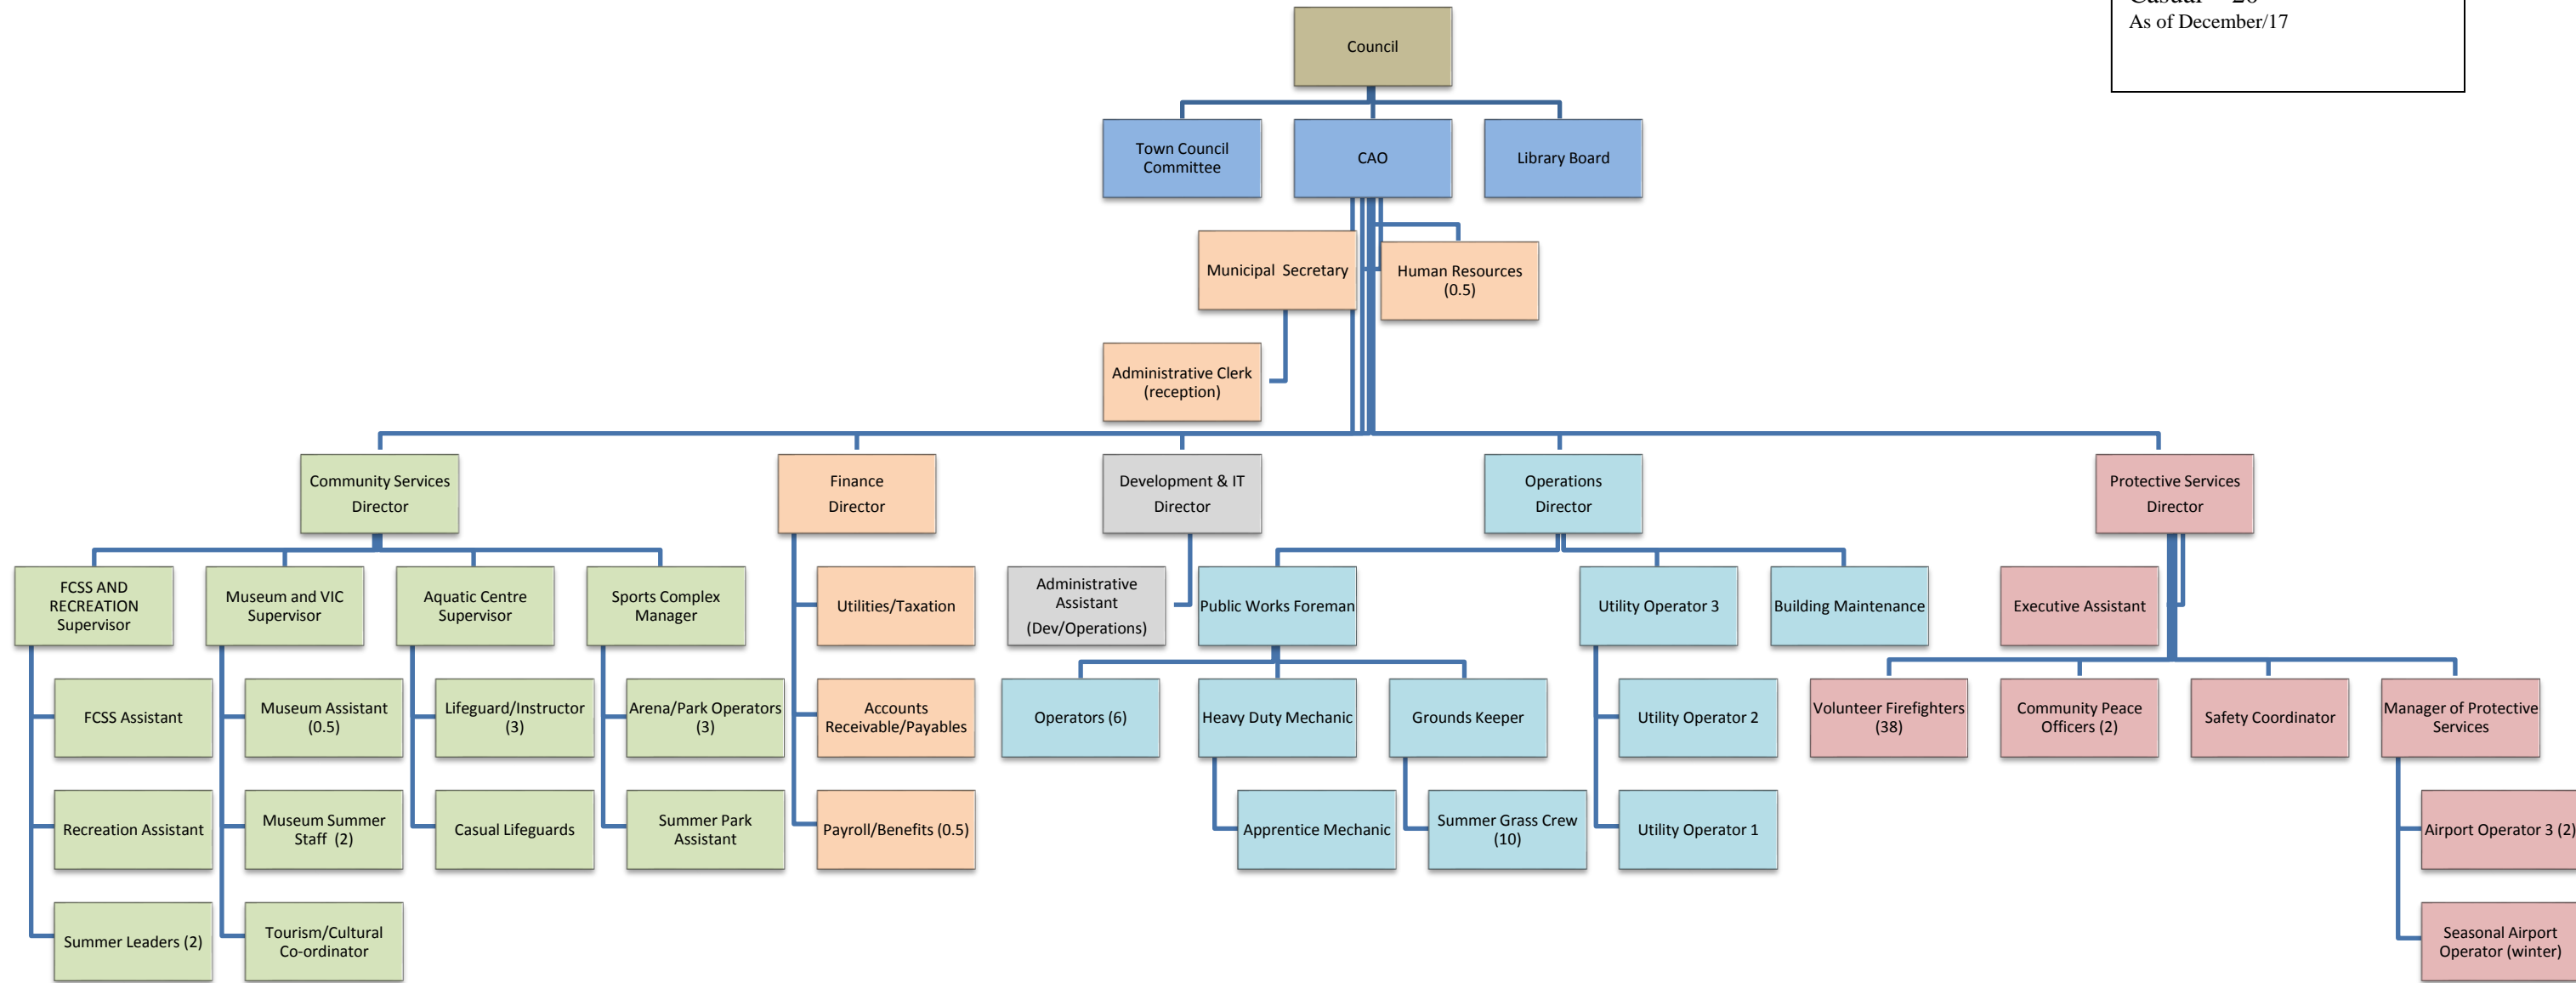 As of December/17
Council
Town Council
Committee
CAO
Library Board
Municipal  Secretary
Human Resources
(0.5)
Administrative Clerk
(reception)
Community Services
Director
Finance
Director
Development & IT
Director
Operations
Director
Protective Services
Director
FCSS AND
RECREATION
Supervisor
Museum and VIC
Supervisor
Aquatic Centre
Supervisor
Sports Complex
Manager
Utilities/Taxation
Administrative
Assistant
(Dev/Operations)
Public Works Foreman
Utility Operator 3
Building Maintenance
Executive Assistant
FCSS Assistant
Museum Assistant
(0.5)
Lifeguard/Instructor
(3)
Arena/Park Operators
(3)
Accounts
Receivable/Payables
Operators (6)
Heavy Duty Mechanic
Grounds Keeper
Utility Operator 2
Volunteer Firefighters
(38)
Community Peace
Officers (2)
Safety Coordinator
Manager of Protective
Services
Recreation Assistant
Museum Summer
Staff  (2)
Casual Lifeguards
Summer Park
Assistant
Payroll/Benefits (0.5)
Apprentice Mechanic
Summer Grass Crew
(10)
Utility Operator 1
Airport Operator 3 (2)
Summer Leaders (2)
Tourism/Cultural
Co-ordinator
Seasonal Airport
Operator (winter)